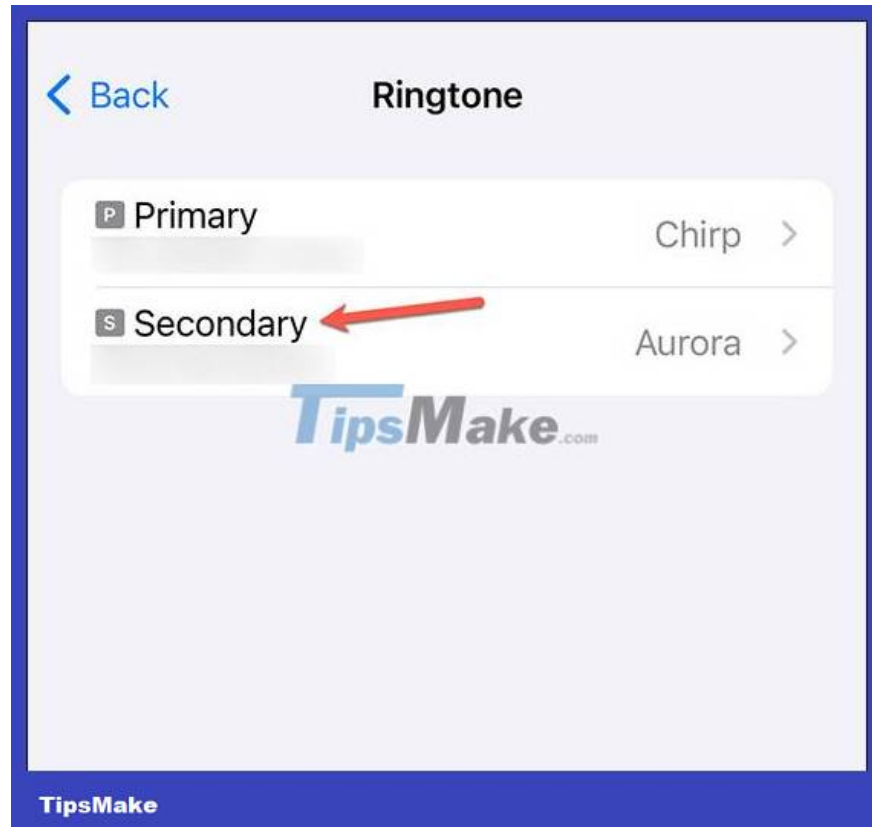 Back
Ringtone
P Primary
Chirp
S Secondary
Aurora
TipsMake.com
TipsMake